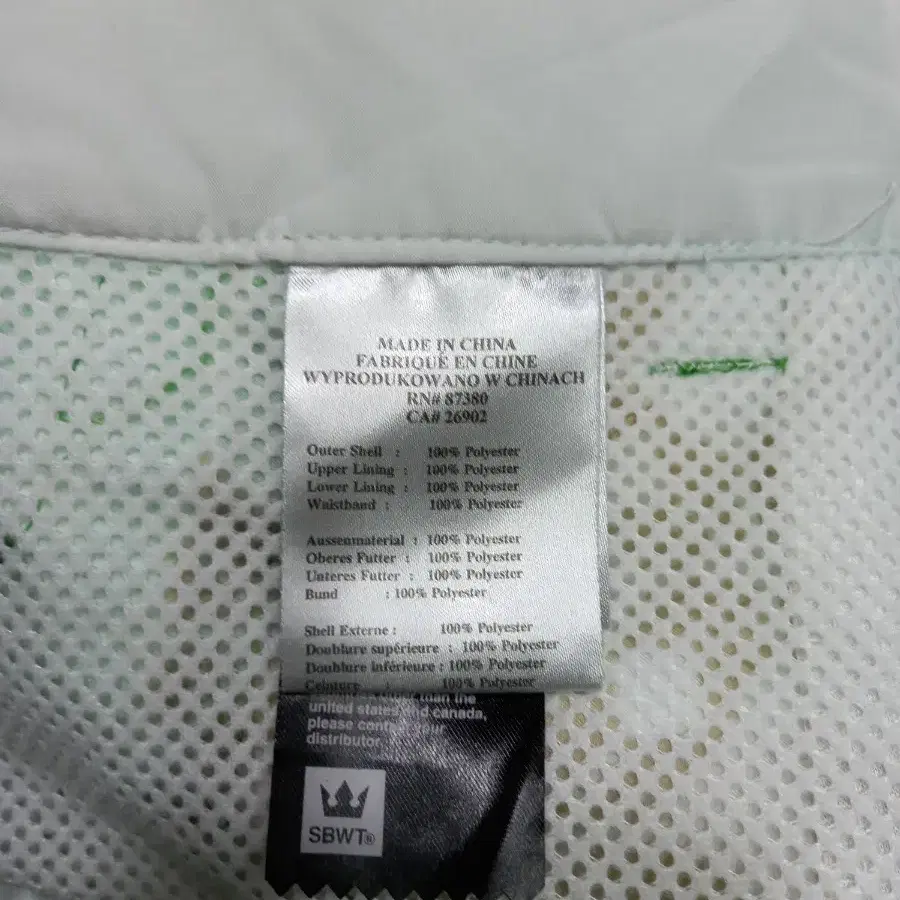 MADE IN CHINA
FABRIQUÉ EN CHINE
WYPRODUKOWANO W CHINACH
RN# 87380
CA# 26902
Outer Shell : 100% Polyester
Upper Lining : 100% Polyester
Lower Lining : 100% Polyester
Waistband : 100% Polyester
Aussenmaterial : 100% Polyester
Oberes Futter : 100% Polyester
Unteres Futter : 100% Polyester
Bund : 100% Polyester
Shell Externe : 100% Polyester
Doublure supérieure : 100% Polyester
Doublure inférieure : 100% Polyester
Ceinture 100% Polyester
than the
united states and canada,
please your
distributor.
SBWT®